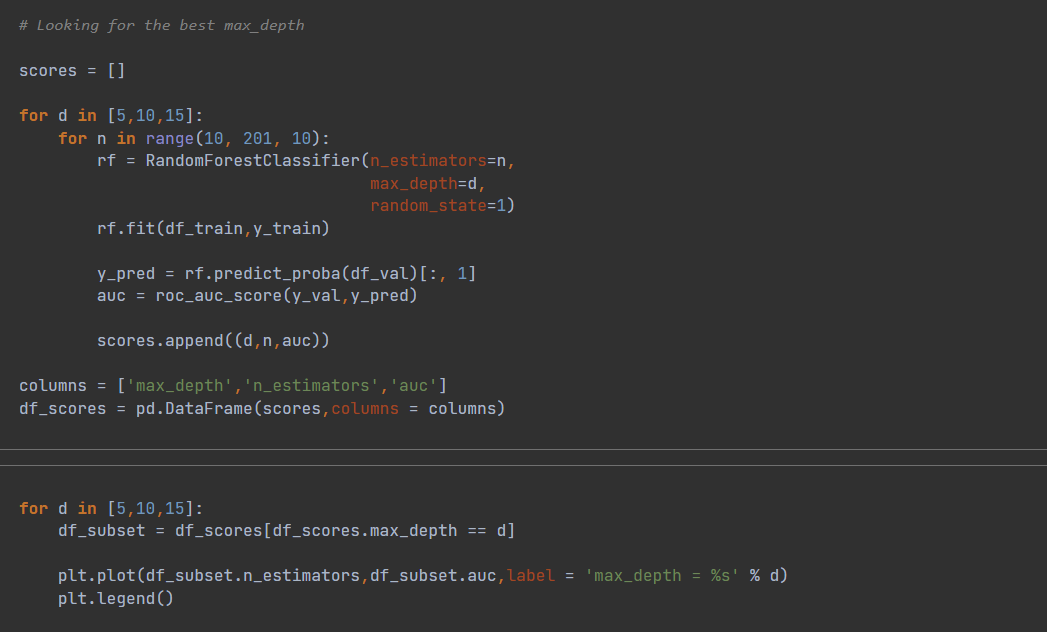 # Looking for the best max_depth
scores = []
for d in [5,10,15]:
    for n in range(10, 201, 10):
        rf = RandomForestClassifier(n_estimators=n,
                                    max_depth=d,
                                    random_state=1)
        rf.fit(df_train,y_train)
        y_pred = rf.predict_proba(df_val)[:, 1]
        auc = roc_auc_score(y_val,y_pred)
        scores.append((d,n,auc))
columns = ['max_depth','n_estimators','auc']
df_scores = pd.DataFrame(scores,columns = columns)
for d in [5,10,15]:
    df_subset = df_scores[df_scores.max_depth == d]
    plt.plot(df_subset.n_estimators,df_subset.auc,label = 'max_depth = %s' % d)
    plt.legend()